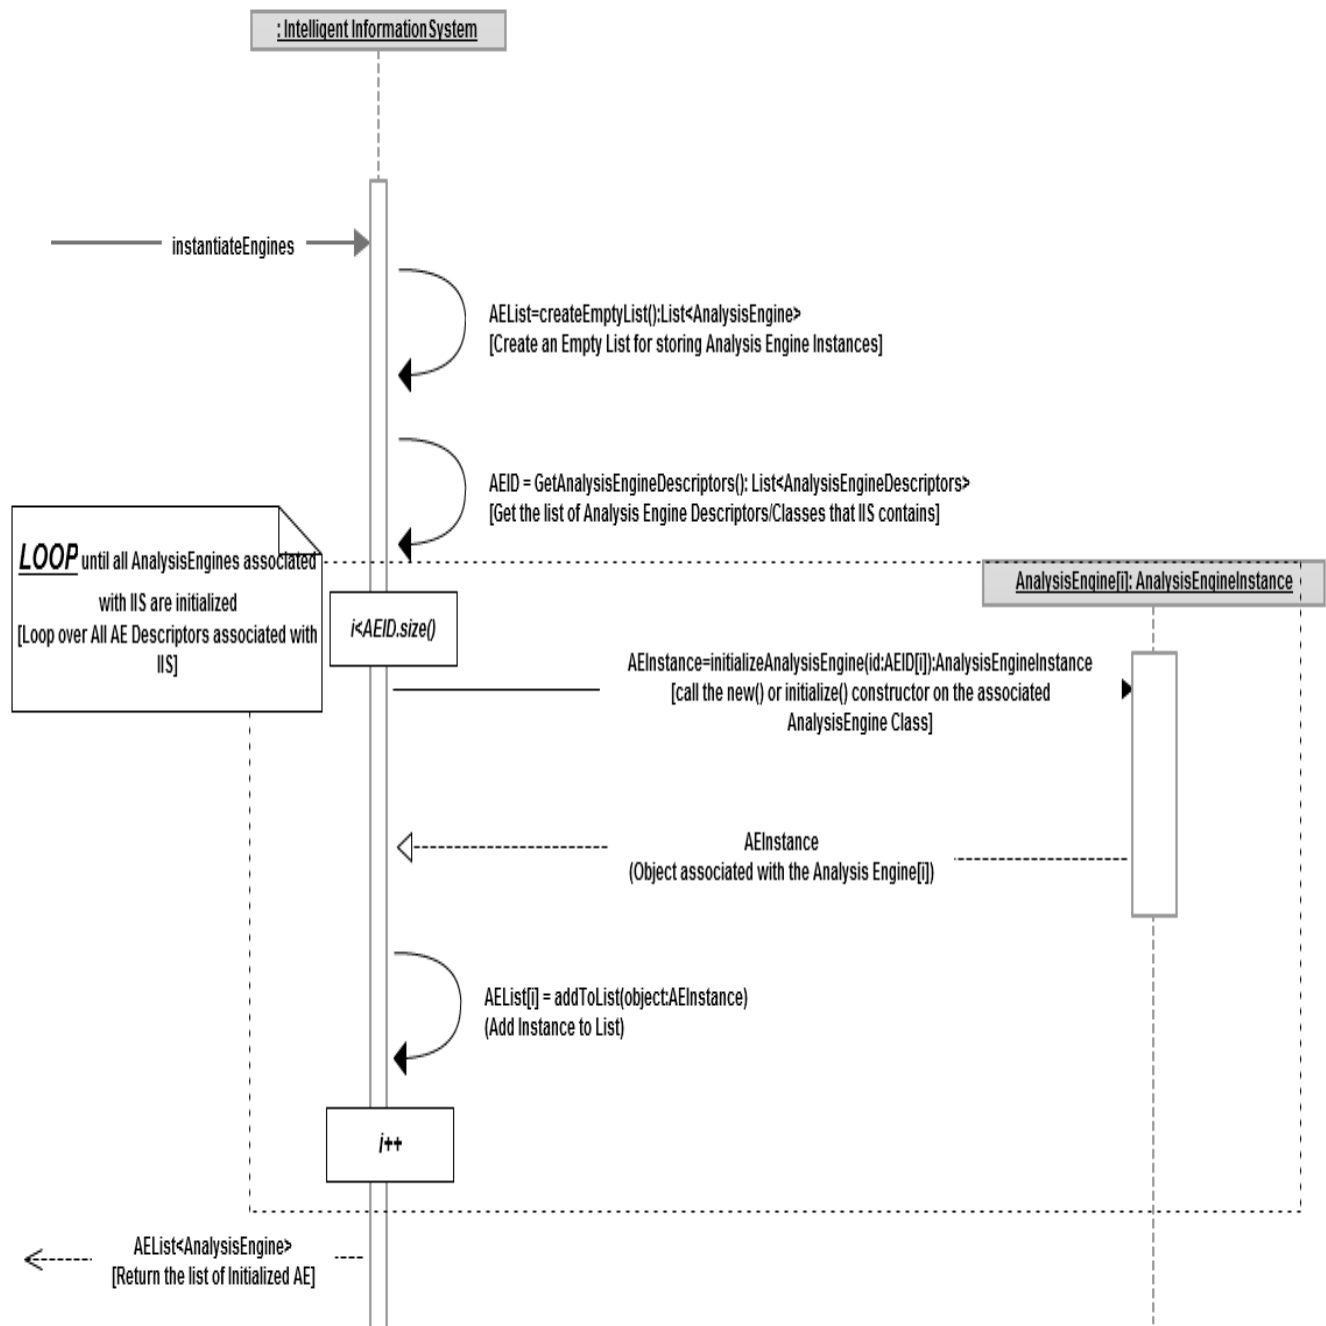 : Intelligent InformationSystem
instantiateEngines
AEList=createEmptyList():List<AnalysisEngine>
[Create an Empty List for storing Analysis Engine Instances]
AEID = GetAnalysisEngineDescriptors(): List<AnalysisEngineDescriptors>
[Get the list of Analysis Engine Descriptors/Classes that IIS contains]
LOOP until all AnalysisEngines associated
with IIS are initialized
[Loop over All AE Descriptors associated with
IIS]
AnalysisEngine[i]: AnalysisEngineInstance
i<AEID.size()
AEInstance=initializeAnalysisEngine(id:AEID[i]):AnalysisEngineInstance
[call the new() or initialize() constructor on the associated
AnalysisEngine Class]
AEInstance
(Object associated with the Analysis Engine[i])
AEList[i] = addToList(object:AEInstance)
(Add Instance to List)
i++
AEList<AnalysisEngine>
[Return the list of Initialized AE]